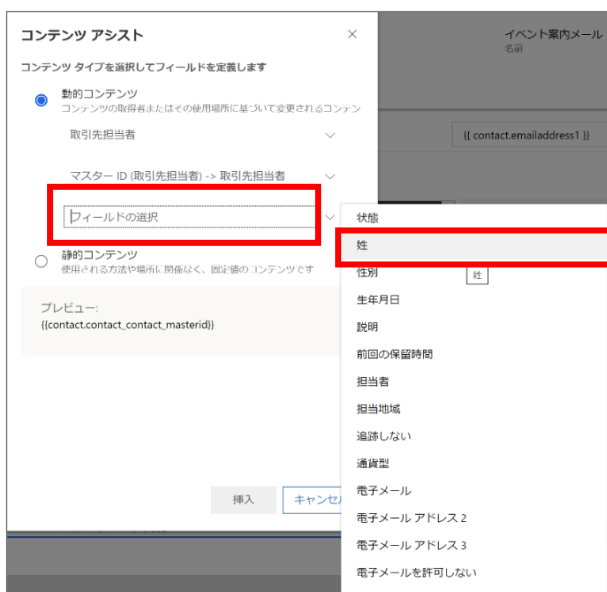 コンテンツ アシスト
イベント案内メール
名前
コンテンツ タイプを選択してフィールドを定義します
動的コンテンツ
コンテンツの取得者またはその使用場所に基づいて変更されるコンテン
取引先担当者
{{ contact.emailaddress1 }}
マスター ID (取引先担当者) -> 取引先担当者
フィールドの選択
静的コンテンツ
使用される方法や場所に関係なく、固定値のコンテンツです
プレビュー:
{{contact.contact_contact_masterid}}
挿入
キャンセル
状態
姓
性別
姓
生年月日
説明
前回の保留時間
担当者
担当地域
追跡しない
通貨型
電子メール
電子メール アドレス 2
電子メール アドレス 3
電子メールを許可しない